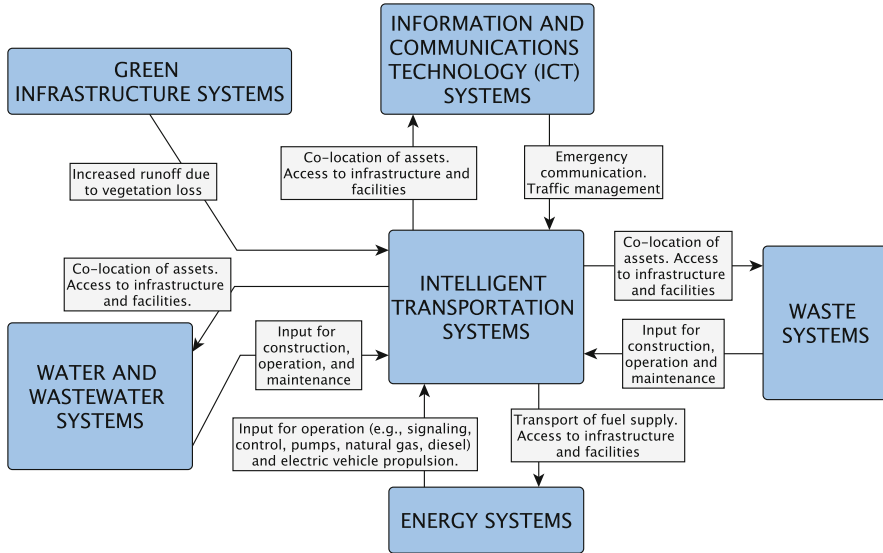 GREEN
INFRASTRUCTURE SYSTEMS
INFORMATION AND
COMMUNICATIONS
TECHNOLOGY (ICT)
SYSTEMS
Increased runoff due
to vegetation loss
Co-location of assets.
Access to infrastructure and
facilities
Emergency
communication.
Traffic management
Co-location of assets.
Access to infrastructure
and facilities.
INTELLIGENT
TRANSPORTATION
SYSTEMS
Co-location of
assets. Access
to infrastructure
and facilities
WASTE
SYSTEMS
WATER AND
WASTEWATER
SYSTEMS
Input for
construction,
operation, and
maintenance
Input for
construction,
operation and
maintenance
Input for operation (e.g., signaling,
control, pumps, natural gas, diesel)
and electric vehicle propulsion.
Transport of fuel supply.
Access to infrastructure
and facilities
ENERGY SYSTEMS